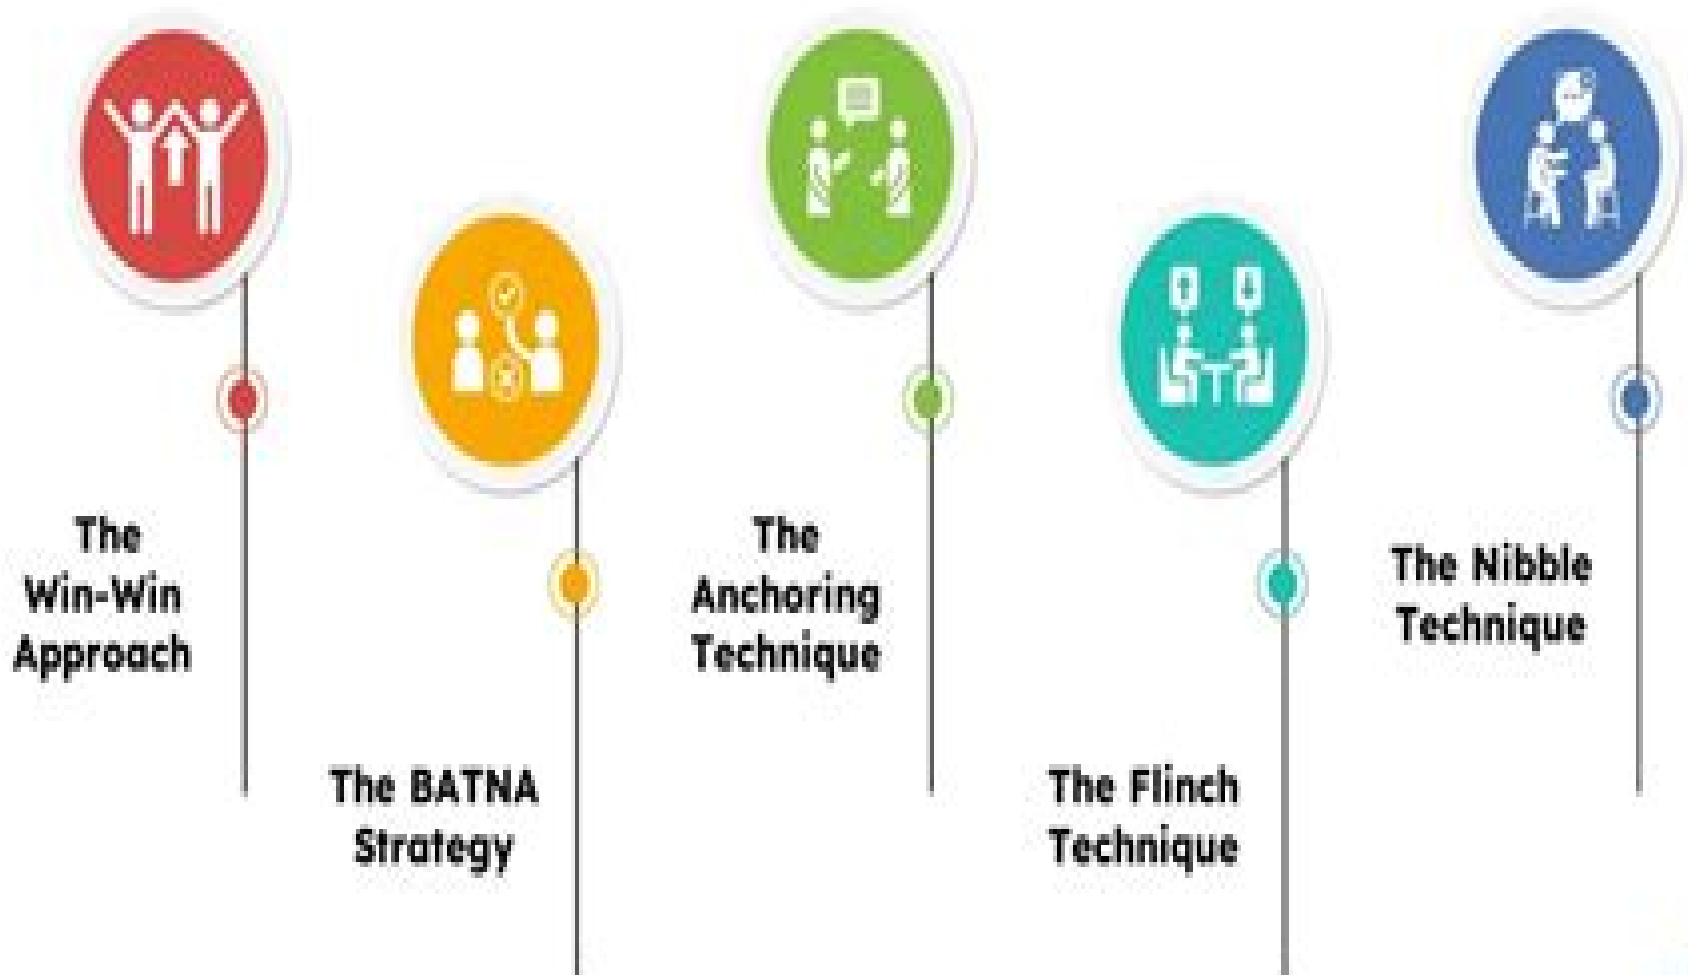 The
Win-Win
Approach
The BATNA
Strategy
The
Anchoring
Technique
The Flinch
Technique
The Nibble
Technique